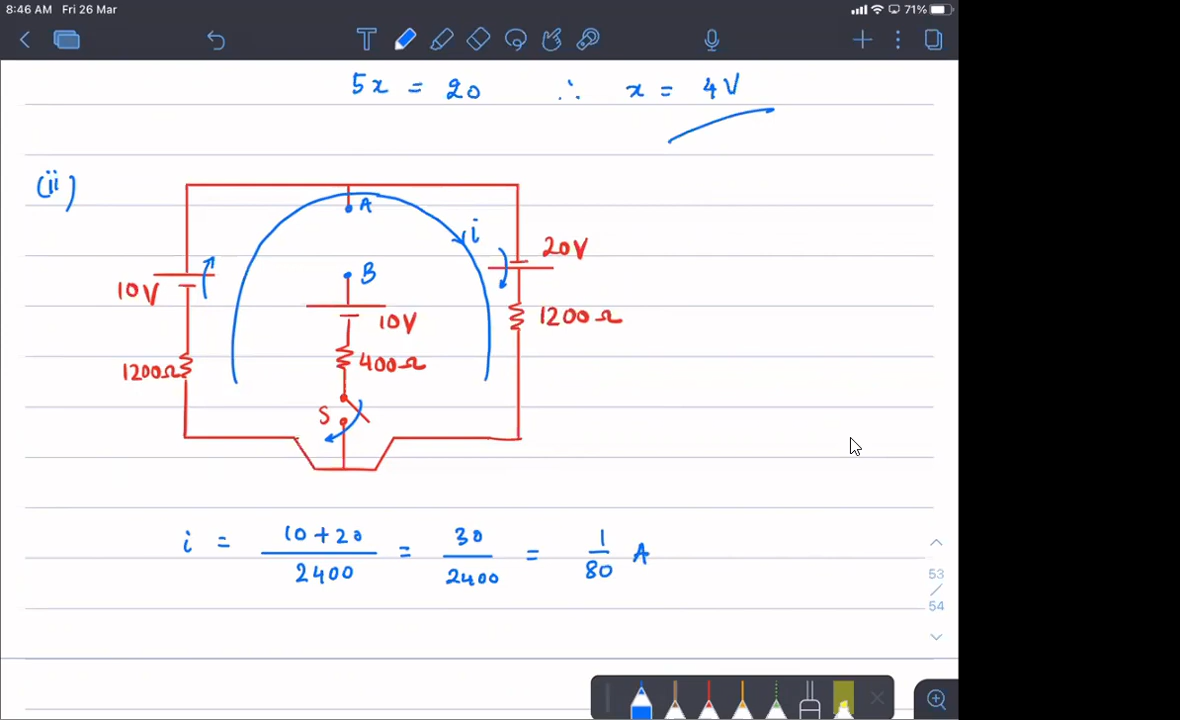 8:46 AM Fri 26 Mar 71%
T
5x = 20 ∴ x = 4V
(ii)
A
i
20V
B
10V
10V
1200Ω
400Ω
1200Ω
S
i = 10+20 / 2400 = 30 / 2400 = 1 / 80 A
53
/
54